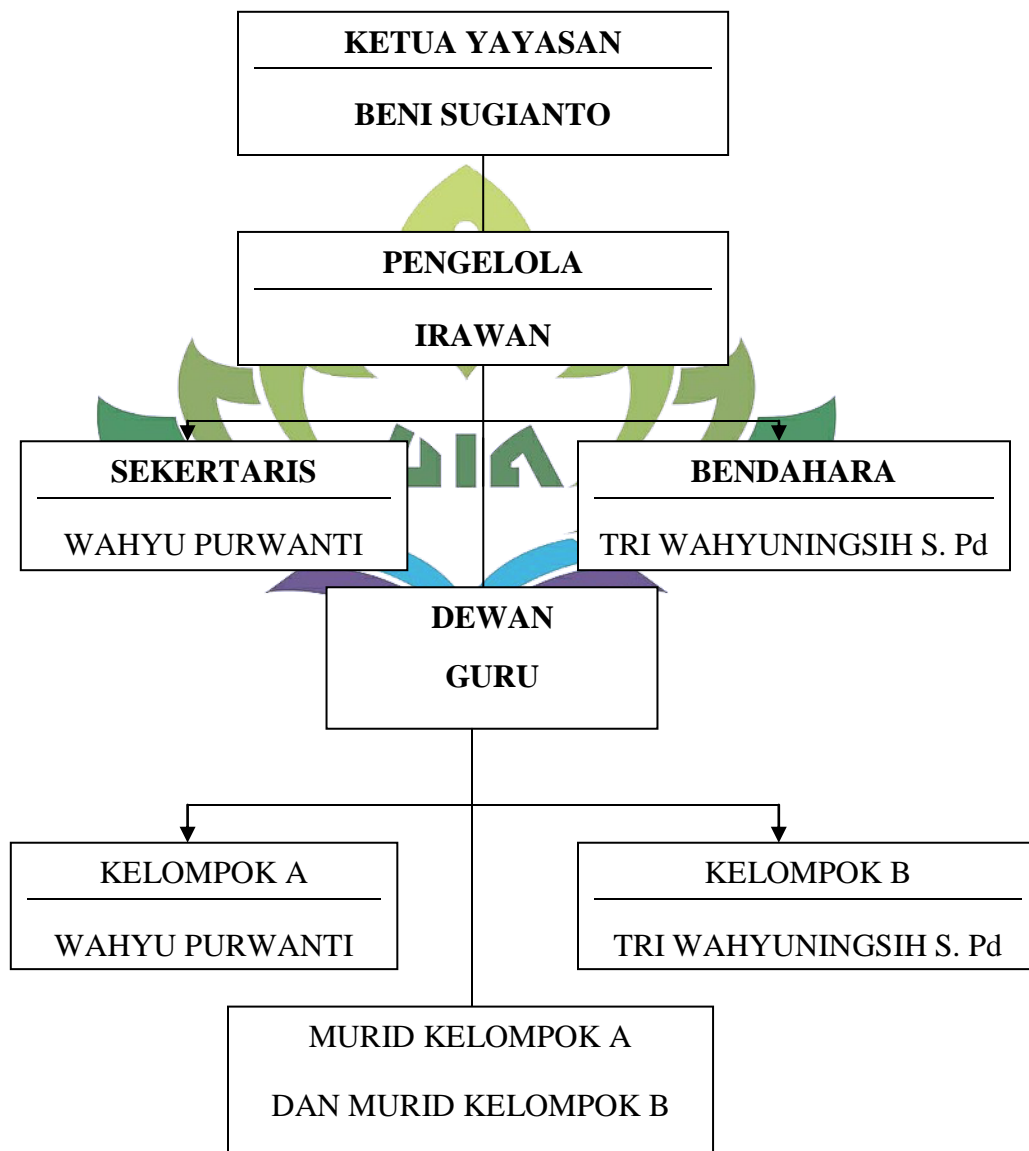 KETUA YAYASAN
BENI SUGIANTO
PENGELOLA
IRAWAN
SEKERTARIS
WAHYU PURWANTI
BENDAHARA
TRI WAHYUNINGSIH S. Pd
DEWAN
GURU
KELOMPOK A
WAHYU PURWANTI
KELOMPOK B
TRI WAHYUNINGSIH S. Pd
MURID KELOMPOK A
DAN MURID KELOMPOK B